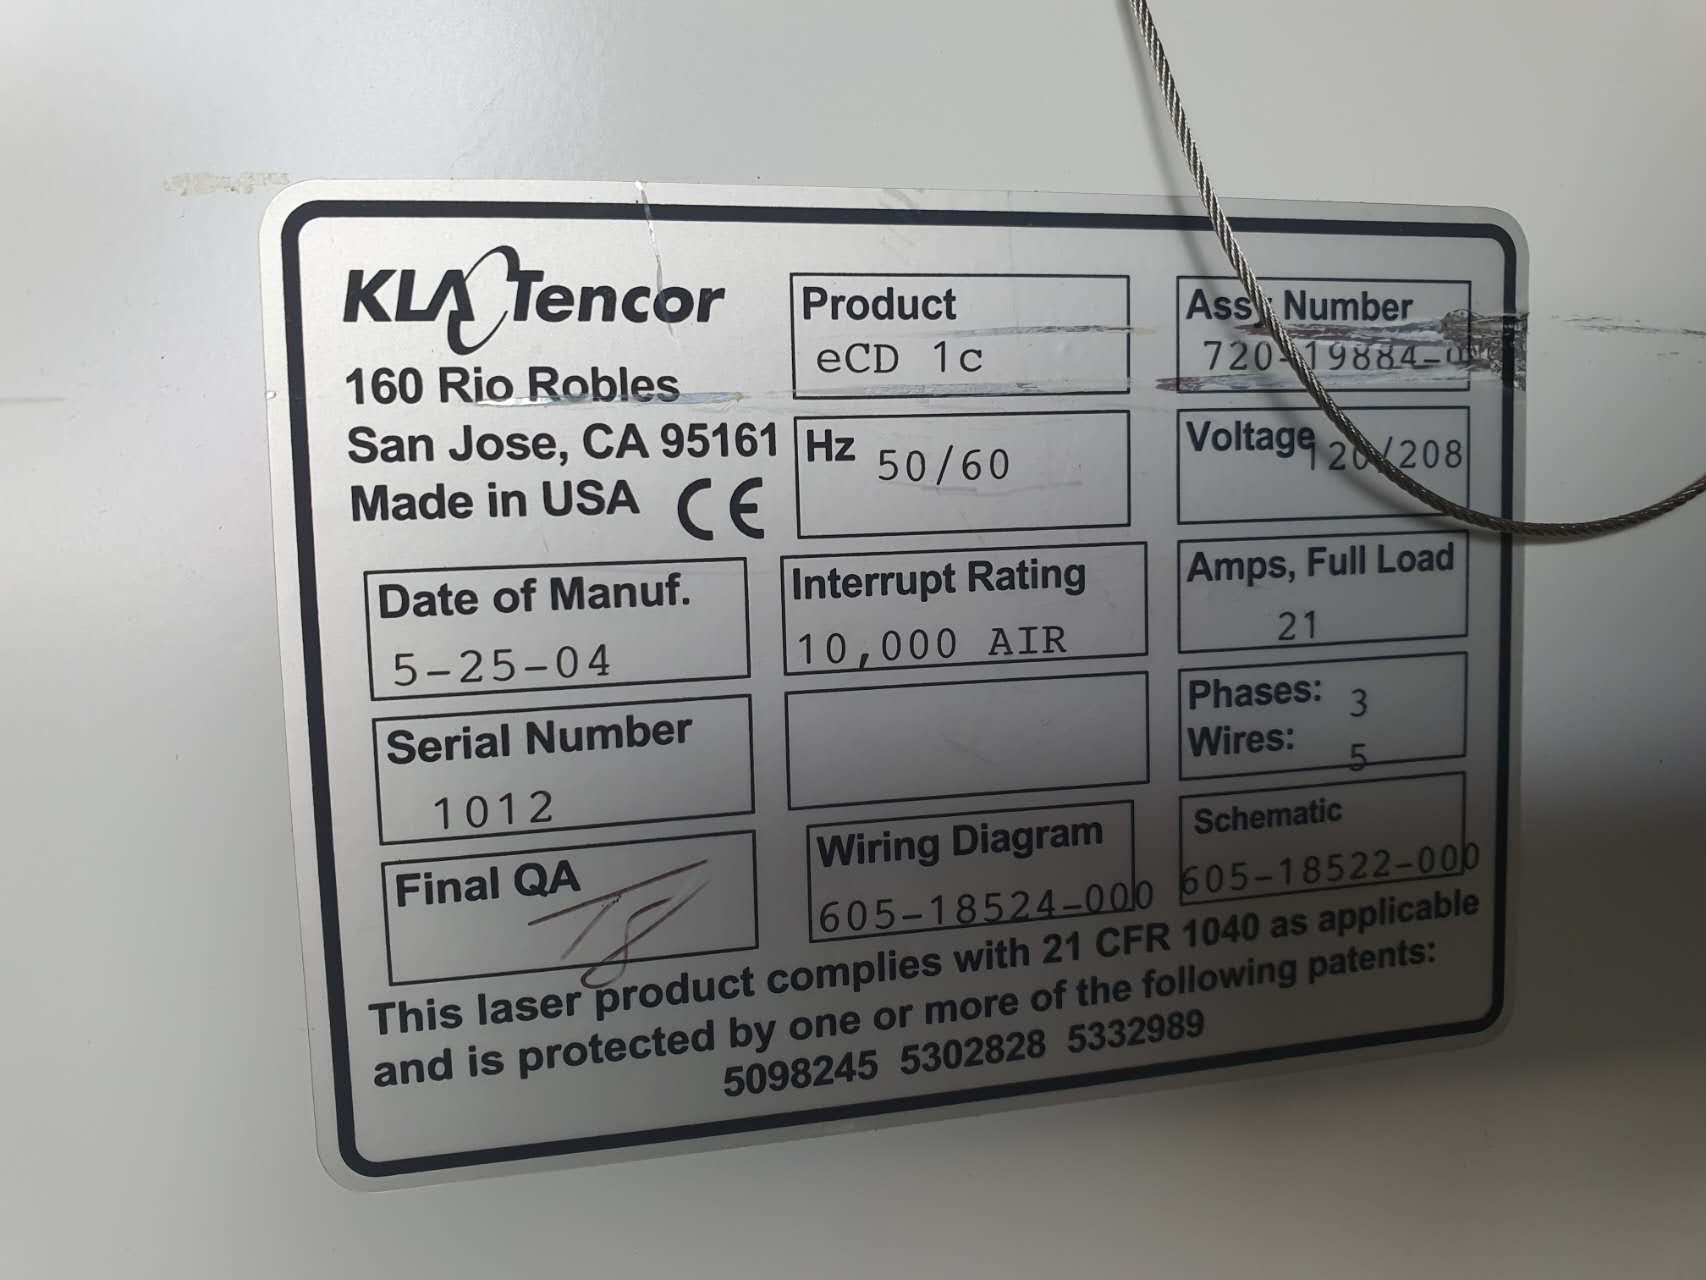 KLA Tencor
160 Rio Robles
San Jose, CA 95161
Made in USA CE
Product
eCD 1c
Assy Number
720-19884-
Hz 50/60
Voltage 120/208
Date of Manuf.
5-25-04
Interrupt Rating
10,000 AIR
Amps, Full Load
21
Serial Number
1012
Phases: 3
Wires: 5
Final QA
Wiring Diagram
605-18524-000
Schematic
605-18522-000
This laser product complies with 21 CFR 1040 as applicable
and is protected by one or more of the following patents:
5098245 5302828 5332989